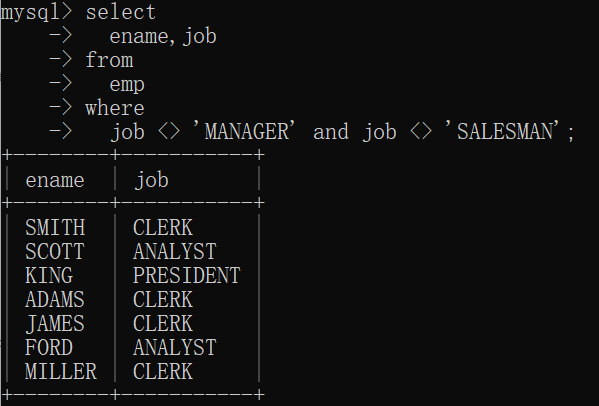 mysql> select
    ->   ename,job
    -> from
    ->   emp
    -> where
    ->   job <> 'MANAGER' and job <> 'SALESMAN';
+--------+-----------+
| ename  | job       |
+--------+-----------+
| SMITH  | CLERK     |
| SCOTT  | ANALYST   |
| KING   | PRESIDENT |
| ADAMS  | CLERK     |
| JAMES  | CLERK     |
| FORD   | ANALYST   |
| MILLER | CLERK     |
+--------+-----------+